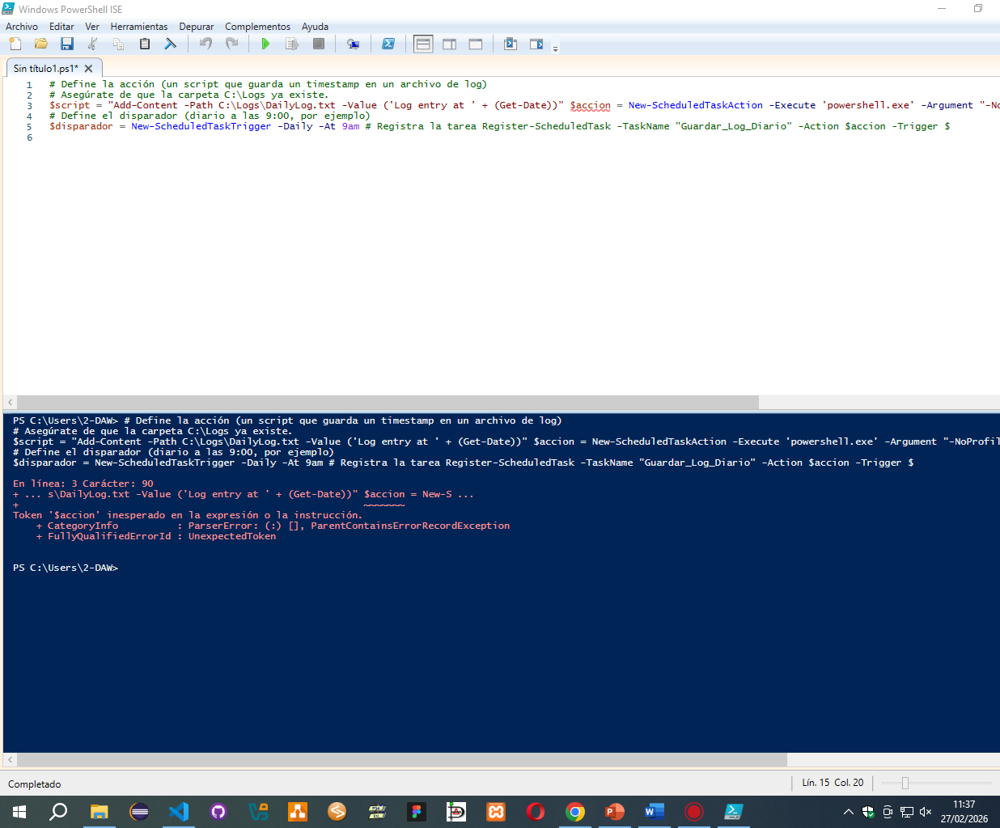 Windows PowerShell ISE
Archivo Editar Ver Herramientas Depurar Complementos Ayuda
Sin título1.ps1*
1 # Define la acción (un script que guarda un timestamp en un archivo de log)
2 # Asegúrate de que la carpeta C:\Logs ya existe.
3 $script = "Add-Content -Path C:\Logs\DailyLog.txt -Value ('Log entry at ' + (Get-Date))" $accion = New-ScheduledTaskAction -Execute 'powershell.exe' -Argument "-No
4 # Define el disparador (diario a las 9:00, por ejemplo)
5 $disparador = New-ScheduledTaskTrigger -Daily -At 9am # Registra la tarea Register-ScheduledTask -TaskName "Guardar_Log_Diario" -Action $accion -Trigger $
6
PS C:\Users\2-DAW> # Define la acción (un script que guarda un timestamp en un archivo de log)
# Asegúrate de que la carpeta C:\Logs ya existe.
$script = "Add-Content -Path C:\Logs\DailyLog.txt -Value ('Log entry at ' + (Get-Date))" $accion = New-ScheduledTaskAction -Execute 'powershell.exe' -Argument "-NoProfil
# Define el disparador (diario a las 9:00, por ejemplo)
$disparador = New-ScheduledTaskTrigger -Daily -At 9am # Registra la tarea Register-ScheduledTask -TaskName "Guardar_Log_Diario" -Action $accion -Trigger $
En línea: 3 Carácter: 90
+ ... s\DailyLog.txt -Value ('Log entry at ' + (Get-Date))" $accion = New-S ...
+ ~~~~~~~
Token '$accion' inesperado en la expresión o la instrucción.
+ CategoryInfo : ParserError: (:) [], ParentContainsErrorRecordException
+ FullyQualifiedErrorId : UnexpectedToken
PS C:\Users\2-DAW>
Completado
Lín. 15 Col. 20
11:37
27/02/2026